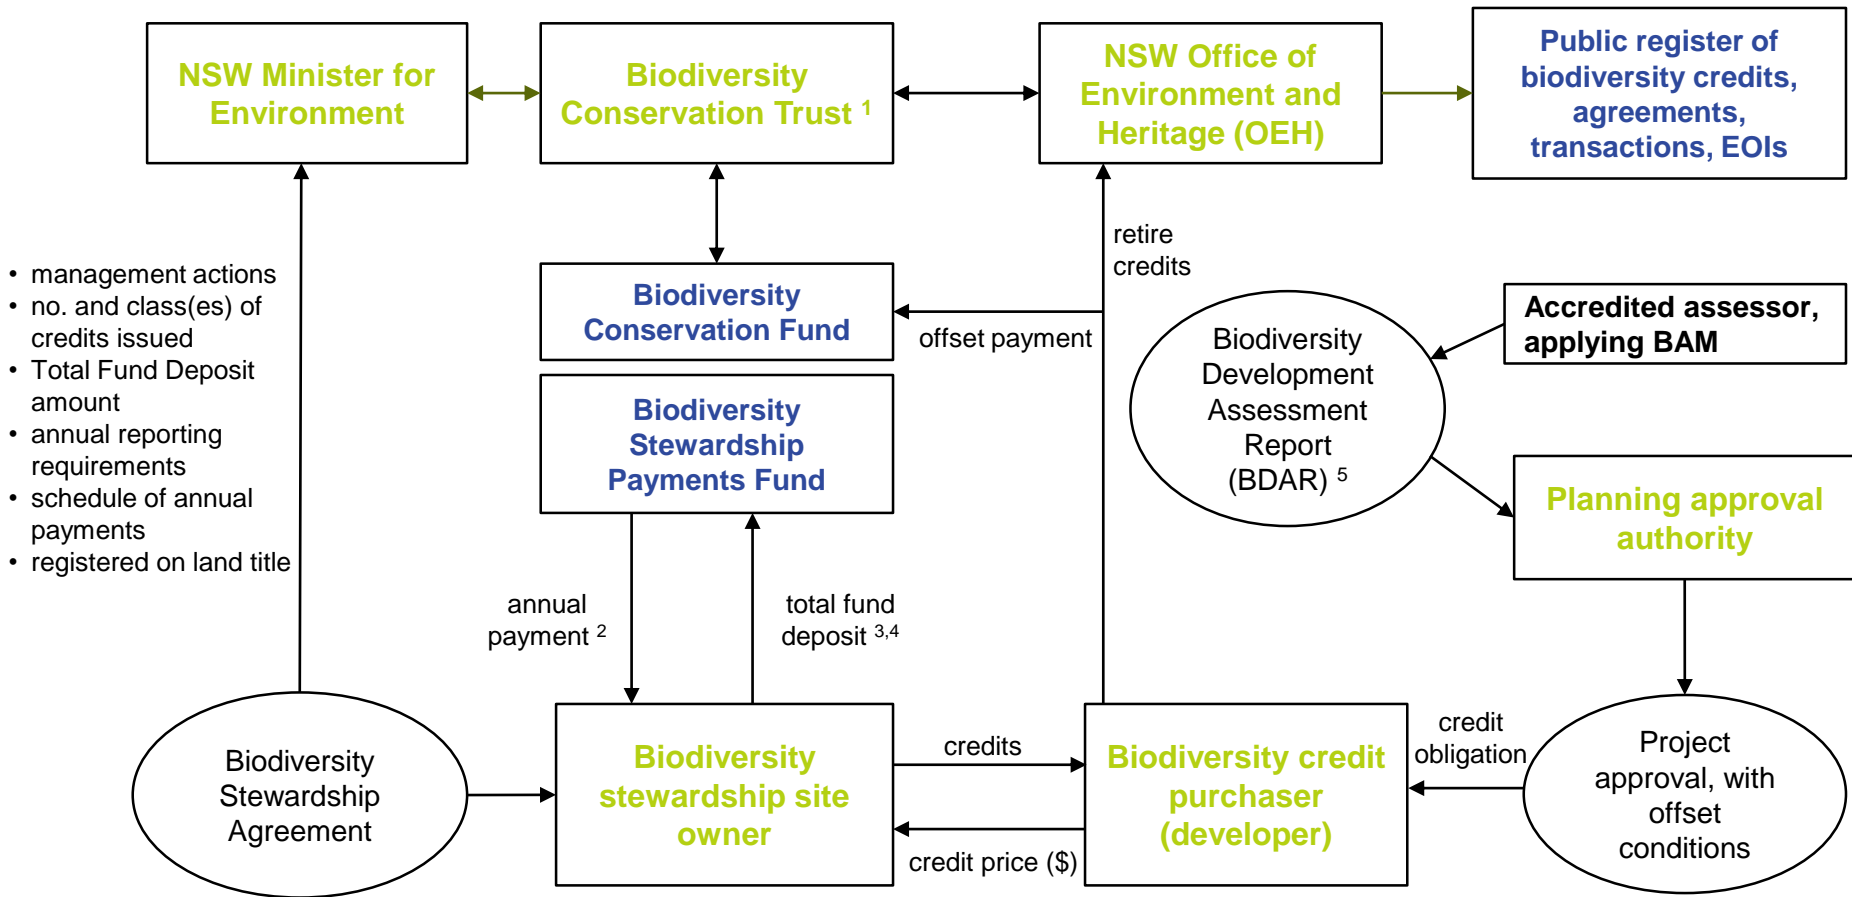 NSW Minister for
Environment
Biodiversity
Conservation Trust 1
NSW Office of
Environment and
Heritage (OEH)
Public register of
biodiversity credits,
agreements,
transactions, EOIs
• management actions
• no. and class(es) of
credits issued
• Total Fund Deposit
amount
• annual reporting
requirements
• schedule of annual
payments
• registered on land title
Biodiversity
Conservation Fund
offset payment
retire
credits
Biodiversity
Stewardship
Payments Fund
Biodiversity
Development
Assessment
Report
(BDAR) 5
Accredited assessor,
applying BAM
Planning approval
authority
annual
payment 2
total fund
deposit 3,4
Biodiversity
Stewardship
Agreement
Biodiversity
stewardship site
owner
credits
credit price ($)
Biodiversity credit
purchaser
(developer)
credit
obligation
Project
approval, with
offset
conditions